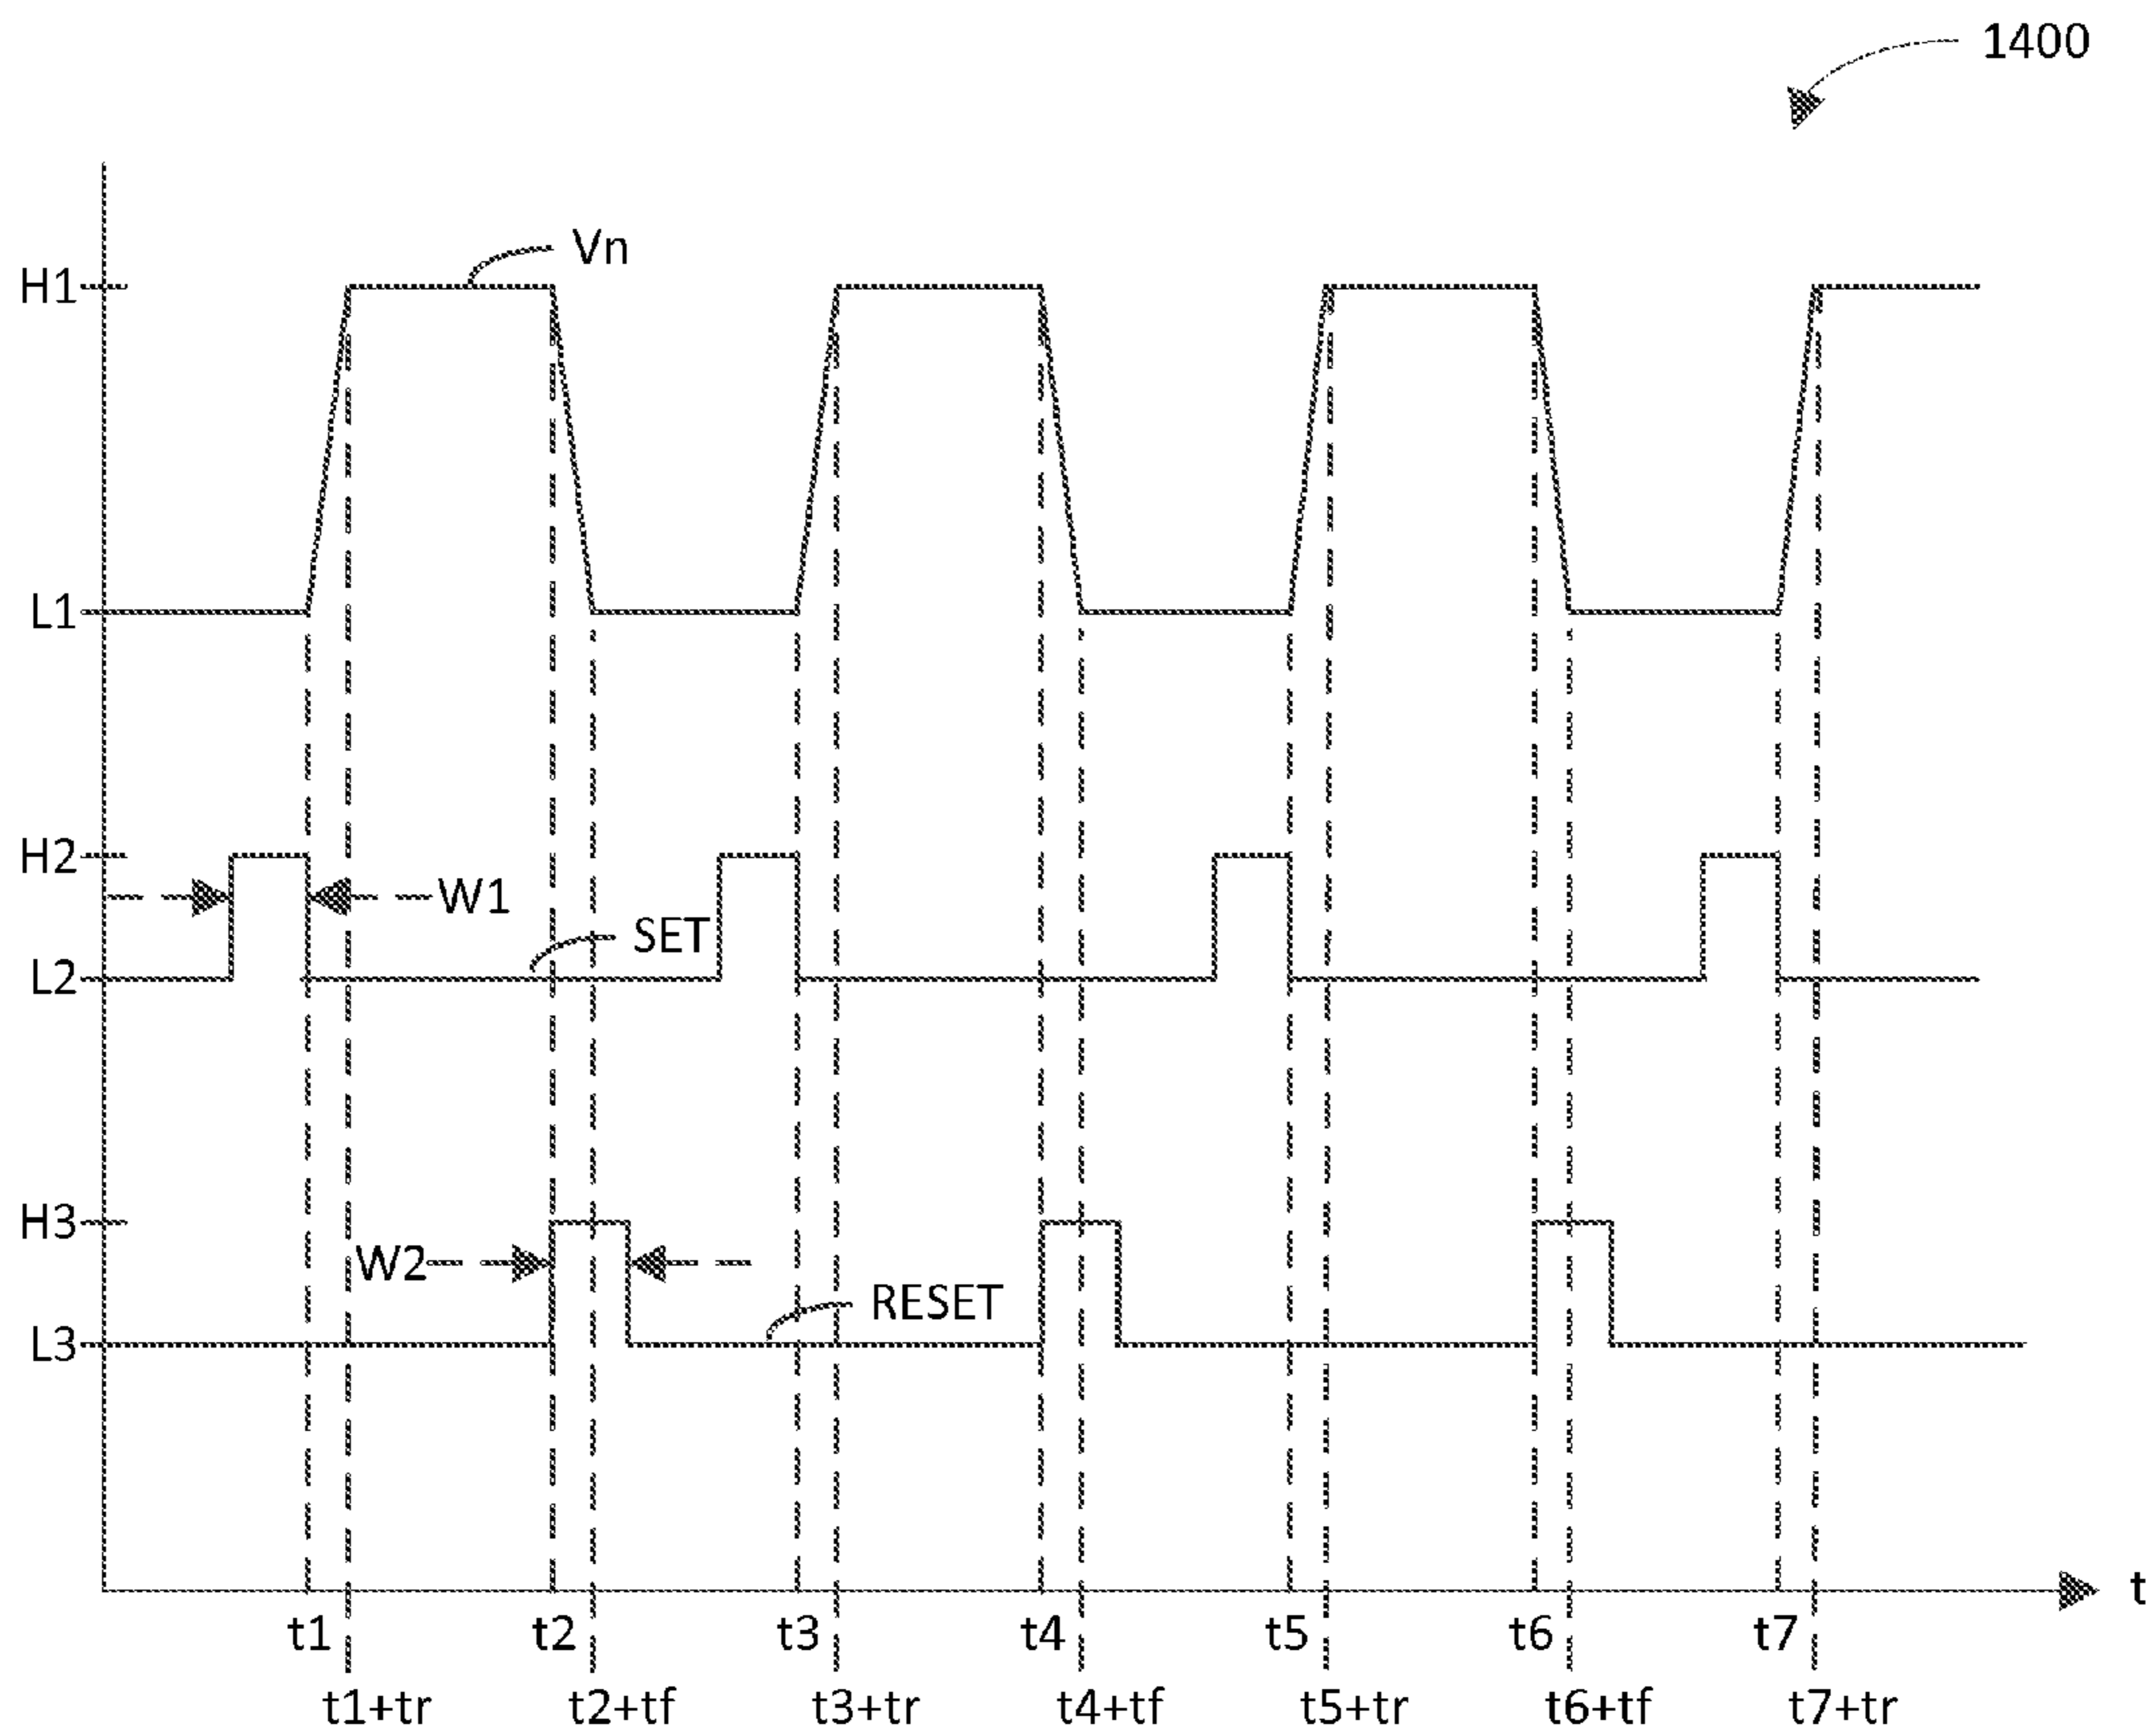 1400
Vn
H1
L1
H2
W1
SET
L2
H3
W2
RESET
L3
t
t1 t2 t3 t4 t5 t6 t7
t1+tr t2+tf t3+tr t4+tf t5+tr t6+tf t7+tr